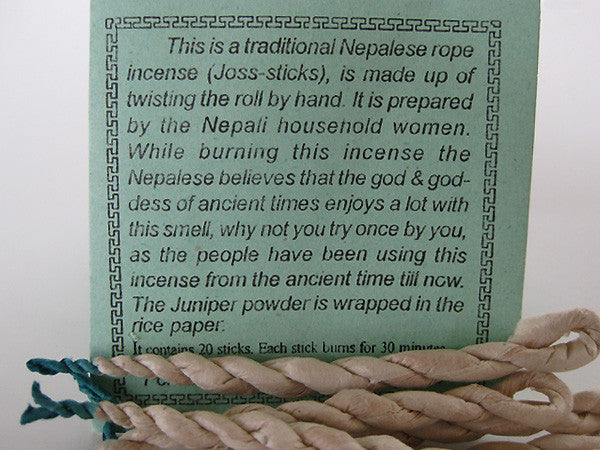 This is a traditional Nepalese rope
incense (Joss-sticks), is made up of
twisting the roll by hand. It is prepared
by the Nepali household women.
While burning this incense the
Nepalese believes that the god & god-
dess of ancient times enjoys a lot with
this smell, why not you try once by you,
as the people have been using this
incense from the ancient time till now.
The Juniper powder is wrapped in the
rice paper.
It contains 20 sticks. Each stick burns for 30 minutes